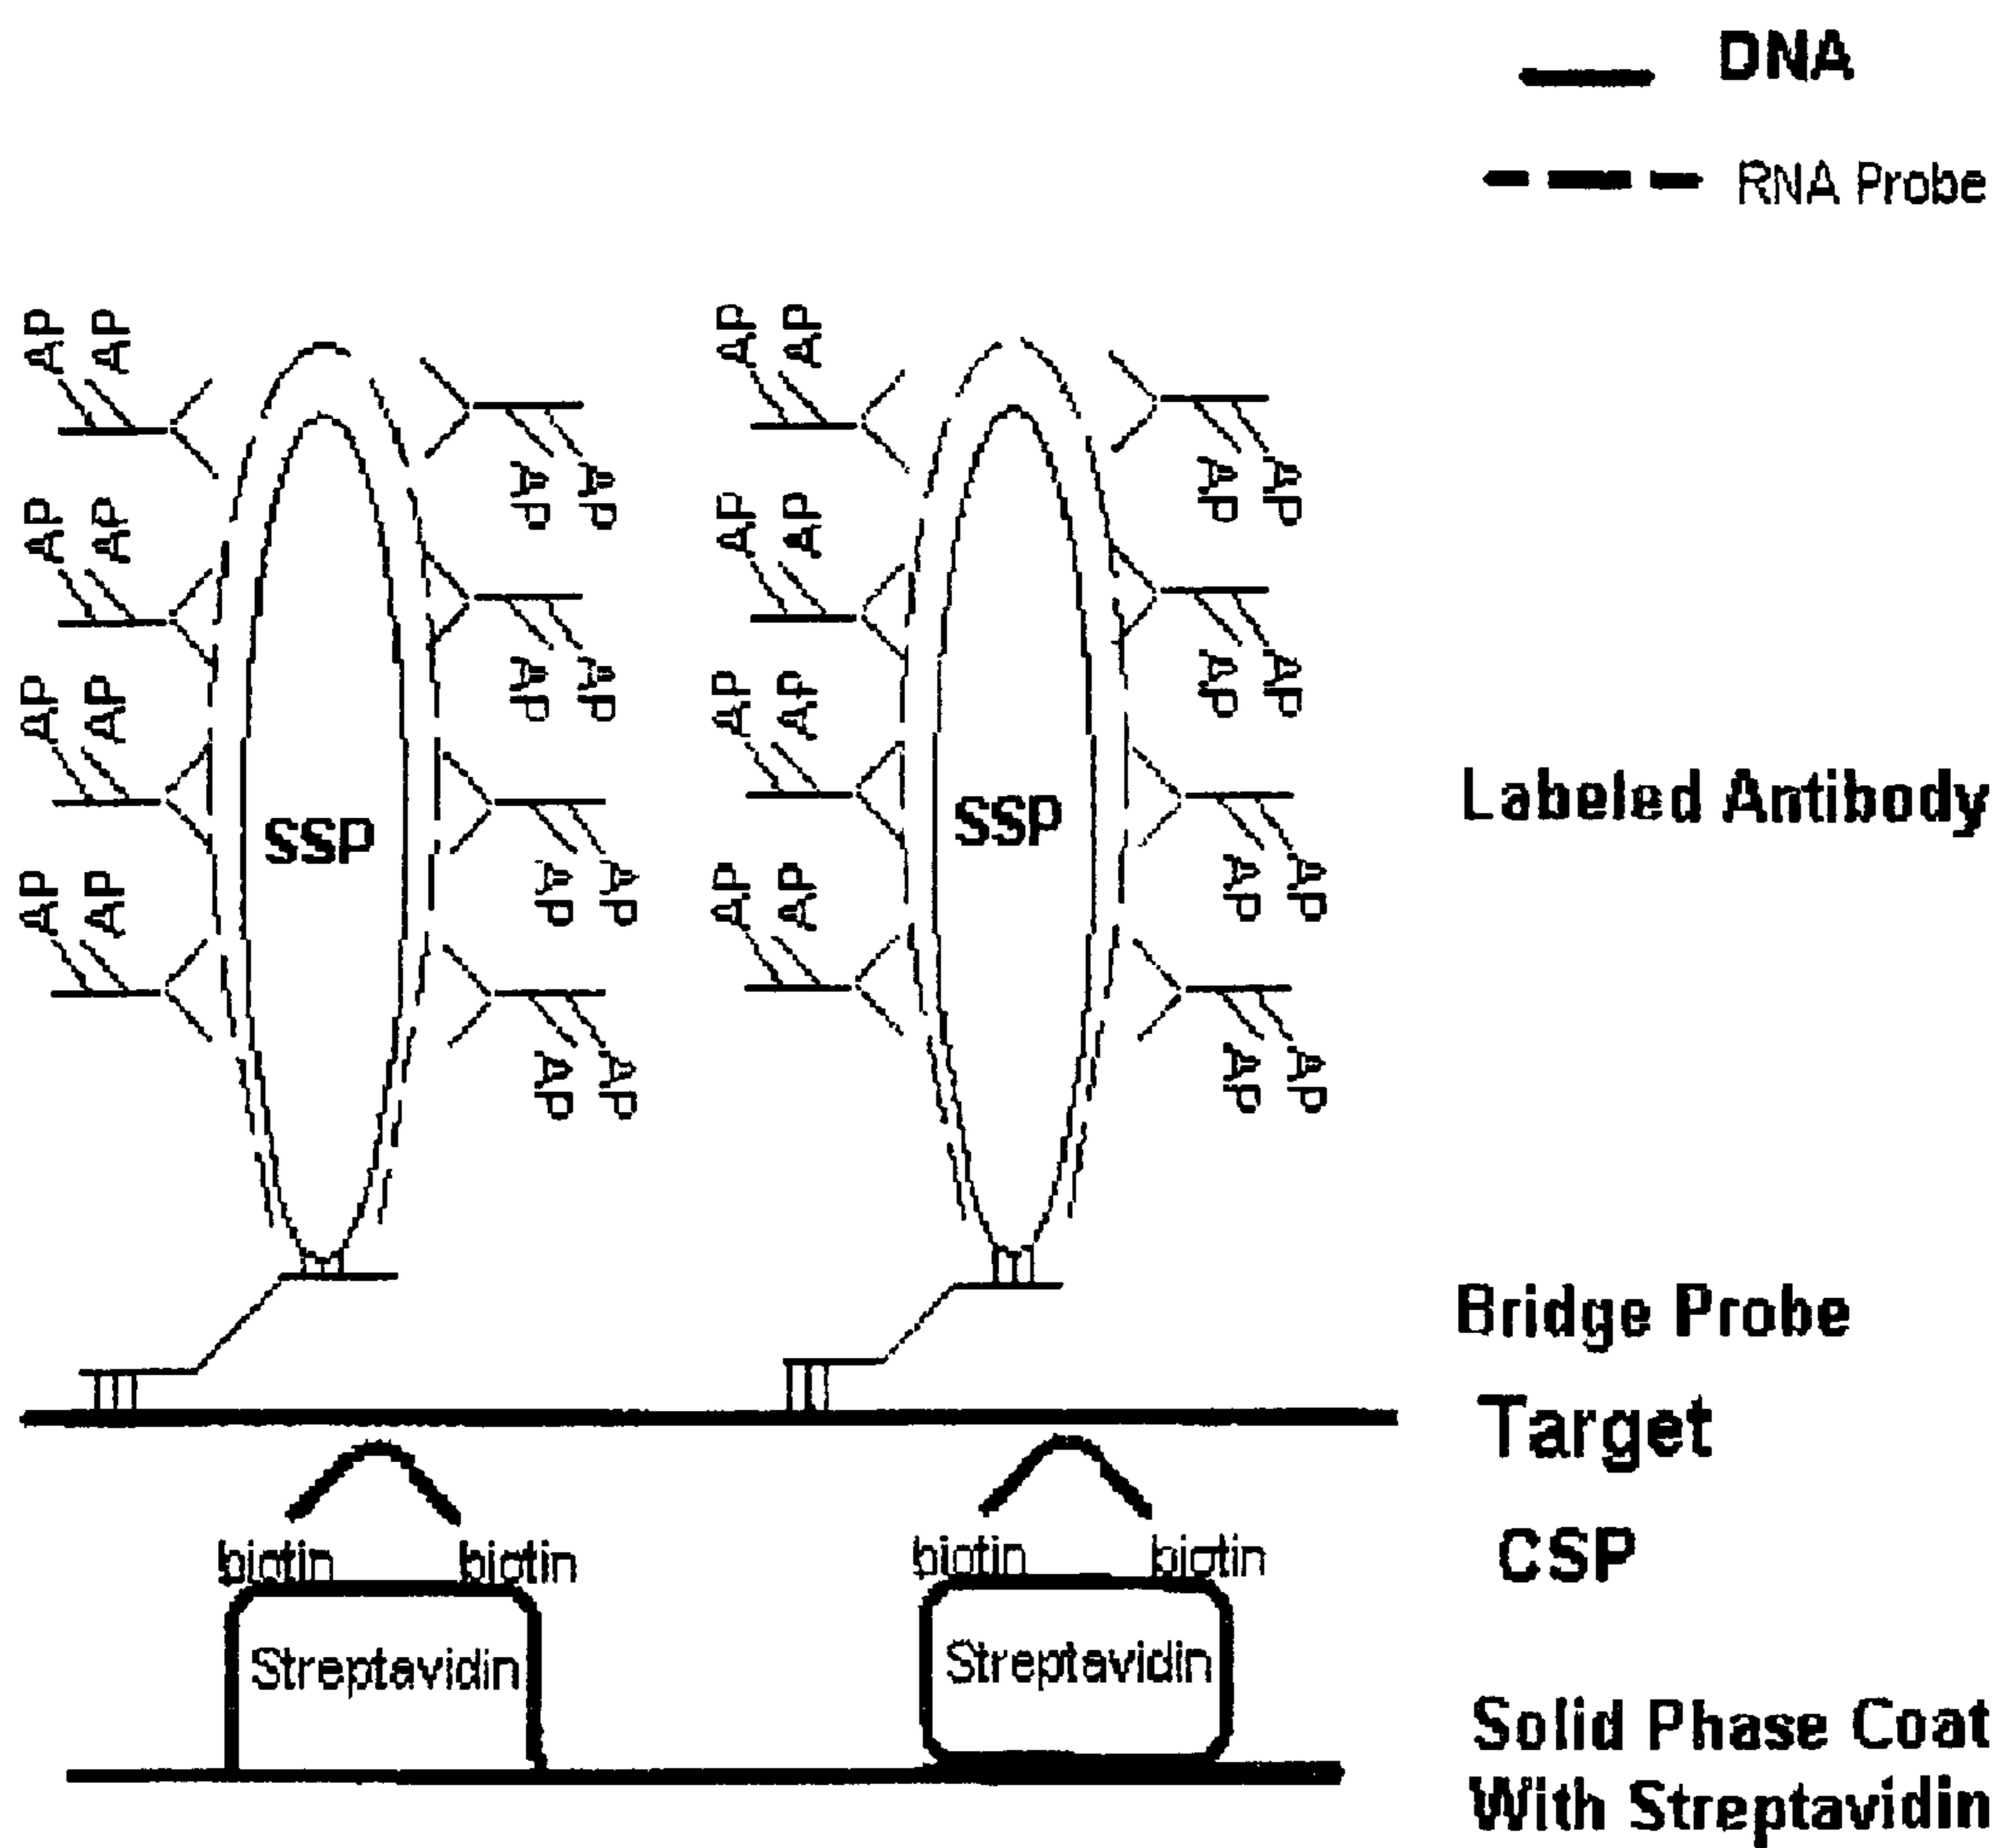 DNA
RNA Probe
AP AP AP AP
AP AP AP AP
AP AP AP AP
AP AP AP AP
AP AP AP AP
SSP SSP
Labeled Antibody
AP AP AP AP
AP AP AP AP
AP AP AP AP
Bridge Probe
Target
CSP
biotin biotin biotin biotin
Streptavidin Streptavidin
Solid Phase Coat
With Streptavidin